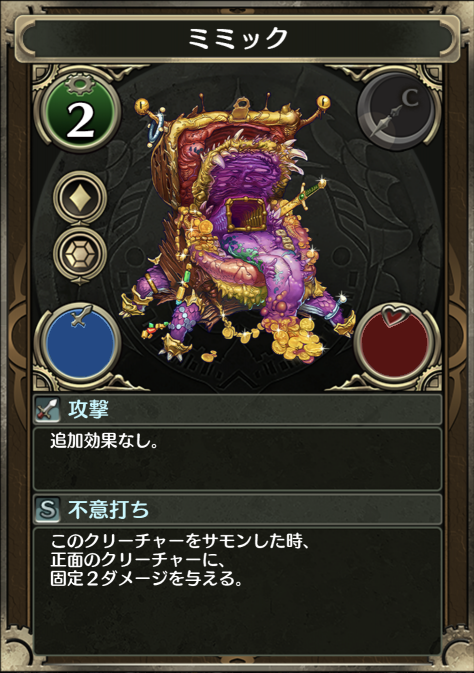 ミミック
2
C
攻撃
追加効果なし。
S 不意打ち
このクリーチャーをサモンした時、
正面のクリーチャーに、
固定２ダメージを与える。